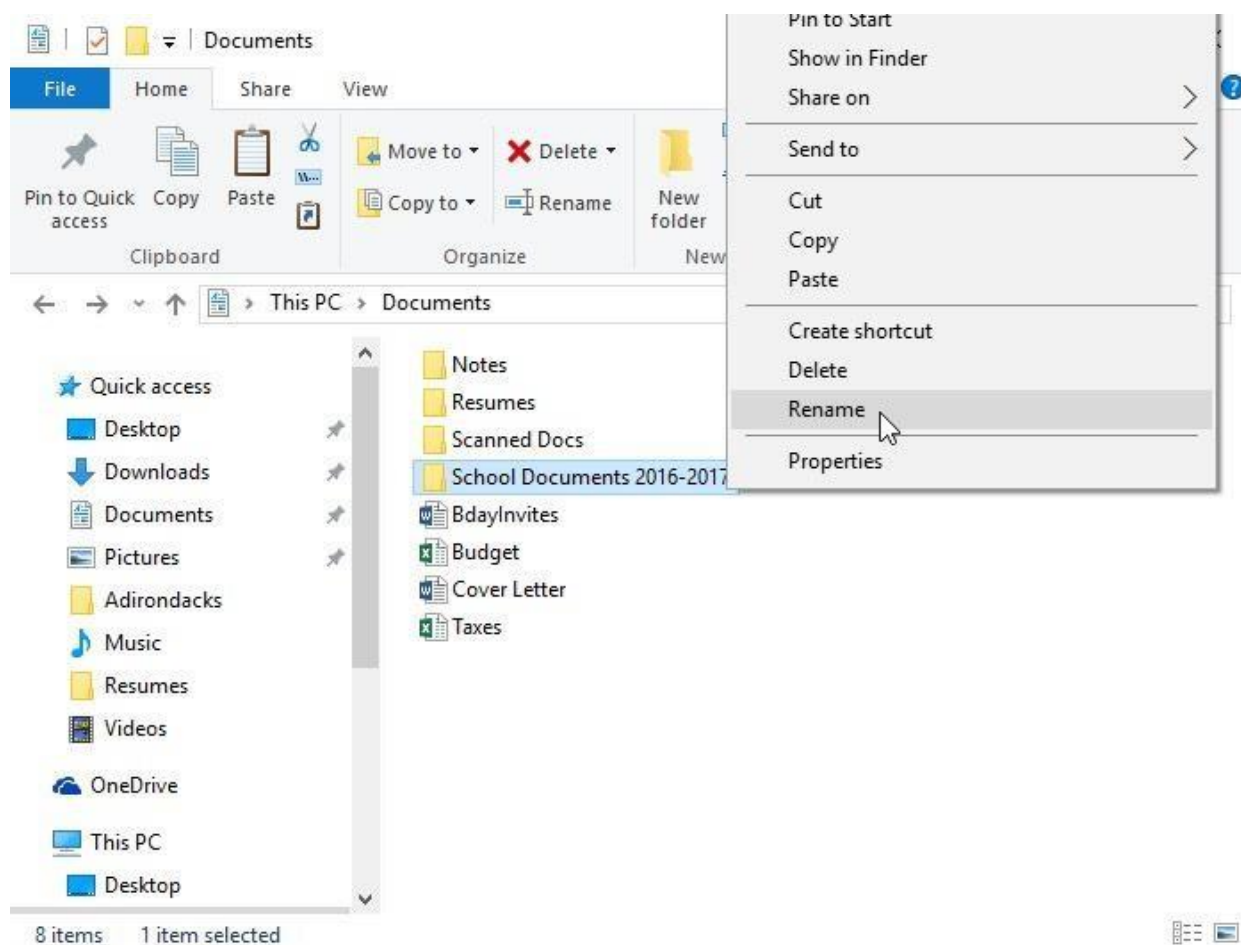 Documents
File Home Share View
Pin to Quick access
Copy
Paste
Move to
Copy to
Delete
Rename
New folder
Clipboard
Organize
New
This PC > Documents
Quick access
Desktop
Downloads
Documents
Pictures
Adirondacks
Music
Resumes
Videos
OneDrive
This PC
Desktop
Notes
Resumes
Scanned Docs
School Documents 2016-2017
BdayInvites
Budget
Cover Letter
Taxes
Pin to Start
Show in Finder
Share on
Send to
Cut
Copy
Paste
Create shortcut
Delete
Rename
Properties
8 items 1 item selected